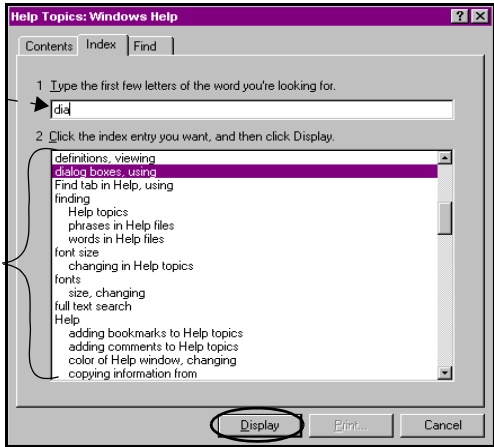 Help Topics: Windows Help
Contents Index Find
1 Type the first few letters of the word you're looking for.
dia
2 Click the index entry you want, and then click Display.
definitions, viewing
dialog boxes, using
Find tab in Help, using
finding
Help topics
phrases in Help files
words in Help files
font size
changing in Help topics
fonts
size, changing
full text search
Help
adding bookmarks to Help topics
adding comments to Help topics
color of Help window, changing
copying information from
Display Print... Cancel